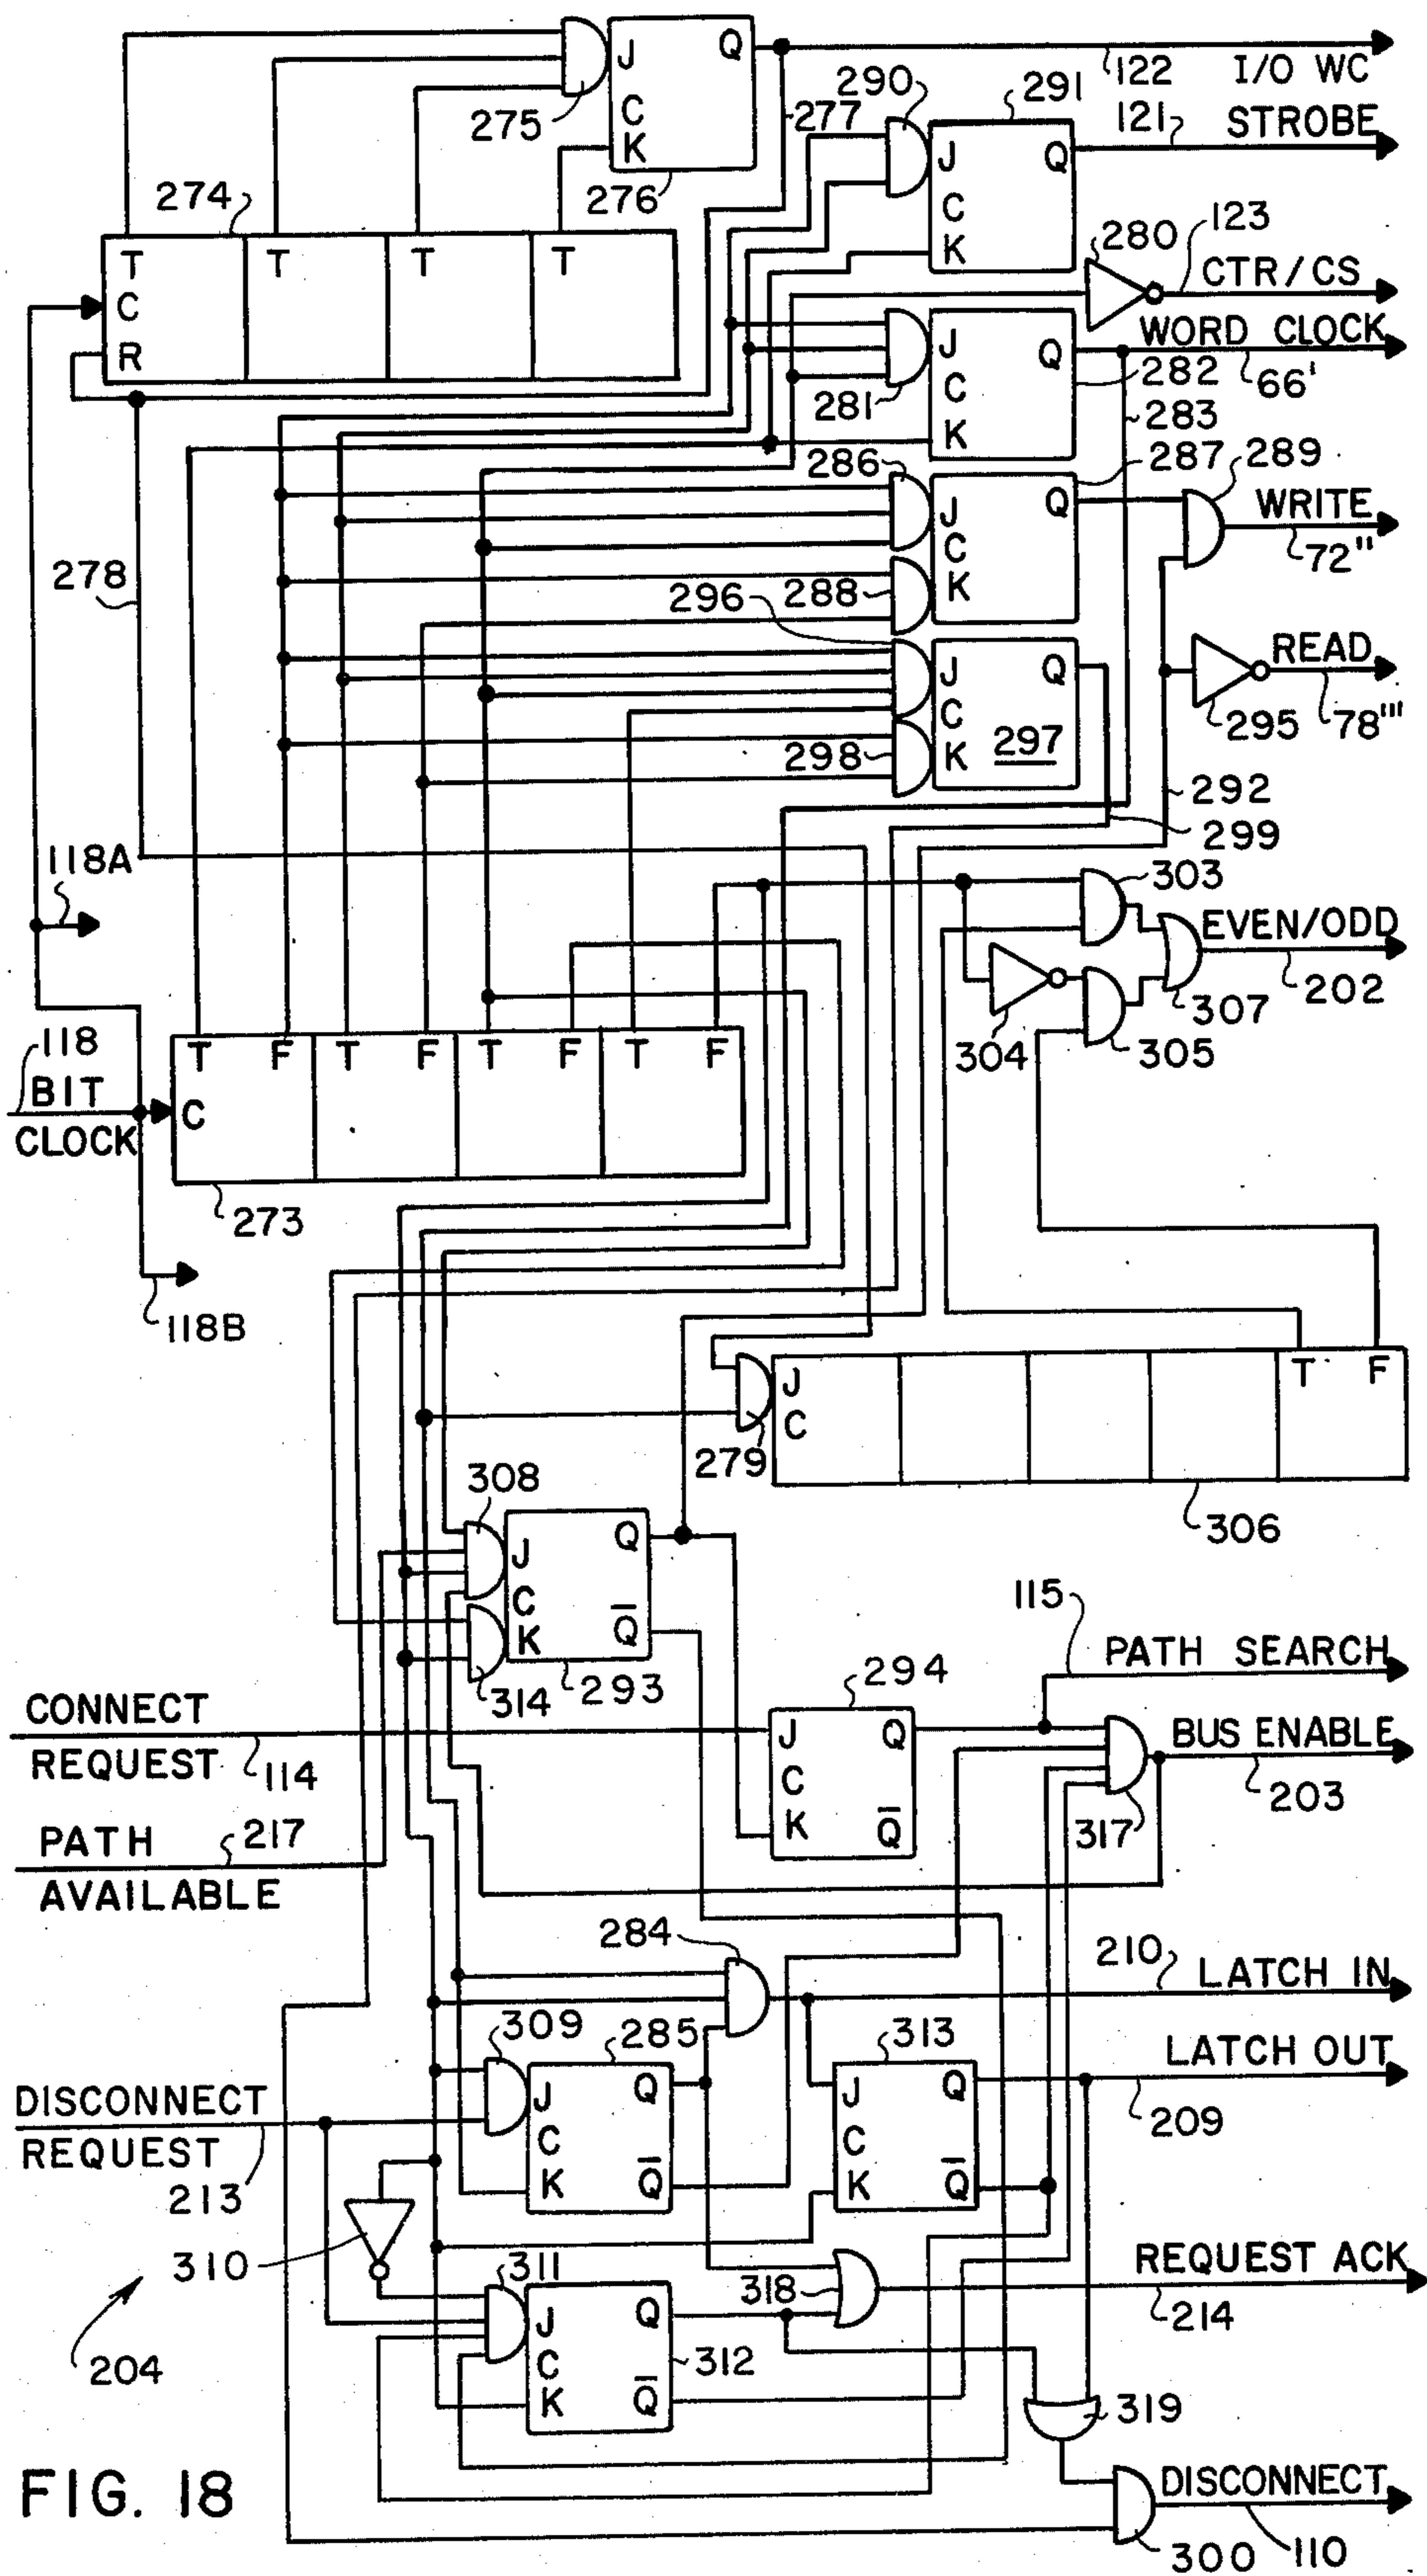 J Q
C
K
275
276
277
122
I/O WC
290
291
121
STROBE
J Q
C
K
274
T T T T
C
R
280
123
CTR/CS
WORD CLOCK
66'
J Q
C
K
281
282
283
286
287
289
WRITE
72"
J Q
C
K
278
296
288
READ
78'''
295
J Q
C
K
297
298
292
299
118A
303
EVEN/ODD
202
304
305
307
118
BIT
CLOCK
T F T F T F T F
C
273
118B
T F
J
C
279
306
308
J Q
C
K Q̅
314
293
115
PATH SEARCH
294
CONNECT
REQUEST
114
J Q
C
K Q̅
BUS ENABLE
203
317
PATH
AVAILABLE
217
284
210
LATCH IN
309
285
313
LATCH OUT
209
DISCONNECT
REQUEST
213
J Q
C
K Q̅
J Q
C
K Q̅
310
311
318
REQUEST ACK
214
J Q
C
K Q̅
312
319
204
DISCONNECT
110
300
FIG. 18